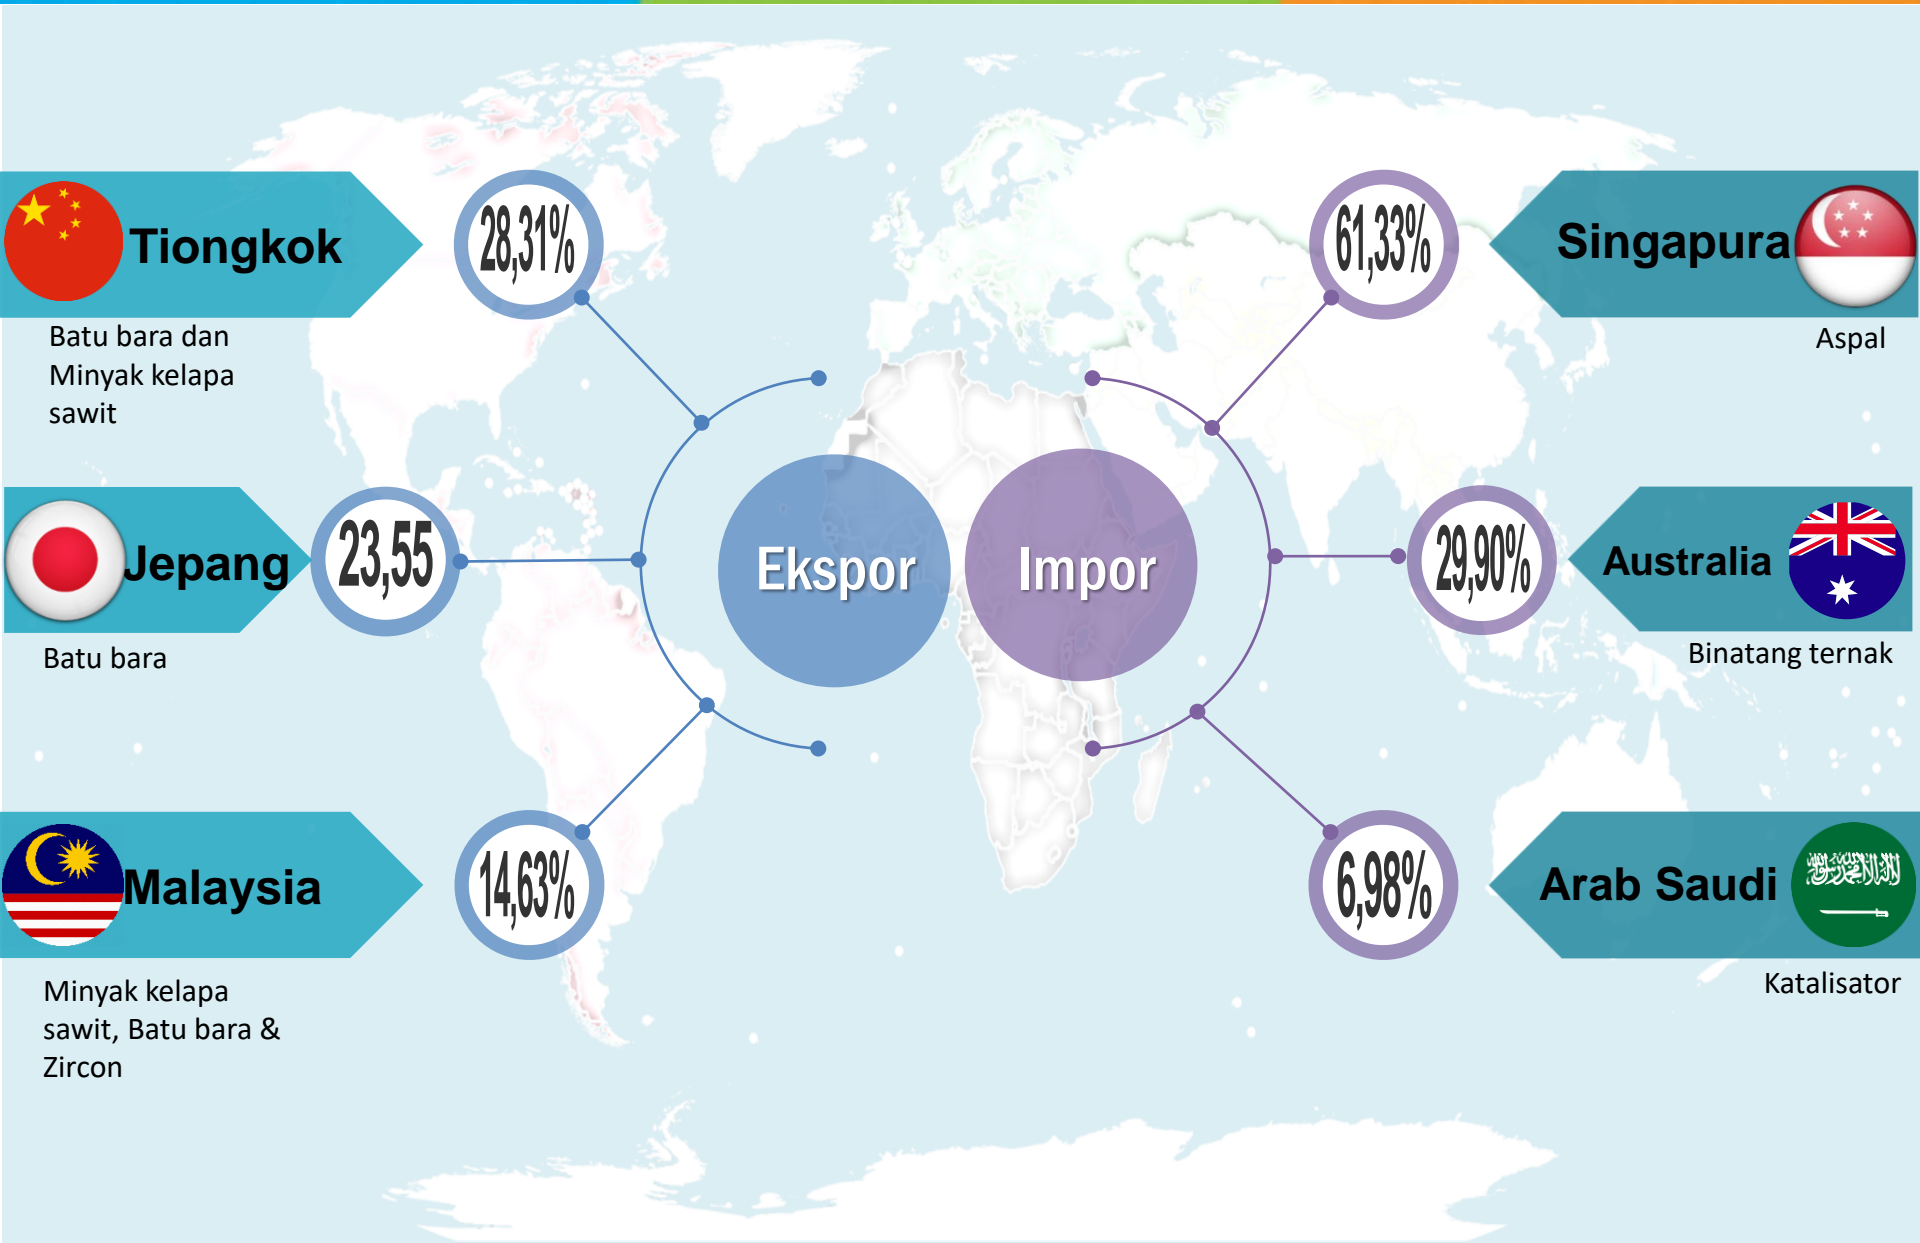 Tiongkok
28,31%
Batu bara dan
Minyak kelapa
sawit
Jepang
23,55
Batu bara
Malaysia
14,63%
Minyak kelapa
sawit, Batu bara &
Zircon
Ekspor
Impor
61,33%
Singapura
Aspal
29,90%
Australia
Binatang ternak
6,98%
Arab Saudi
Katalisator